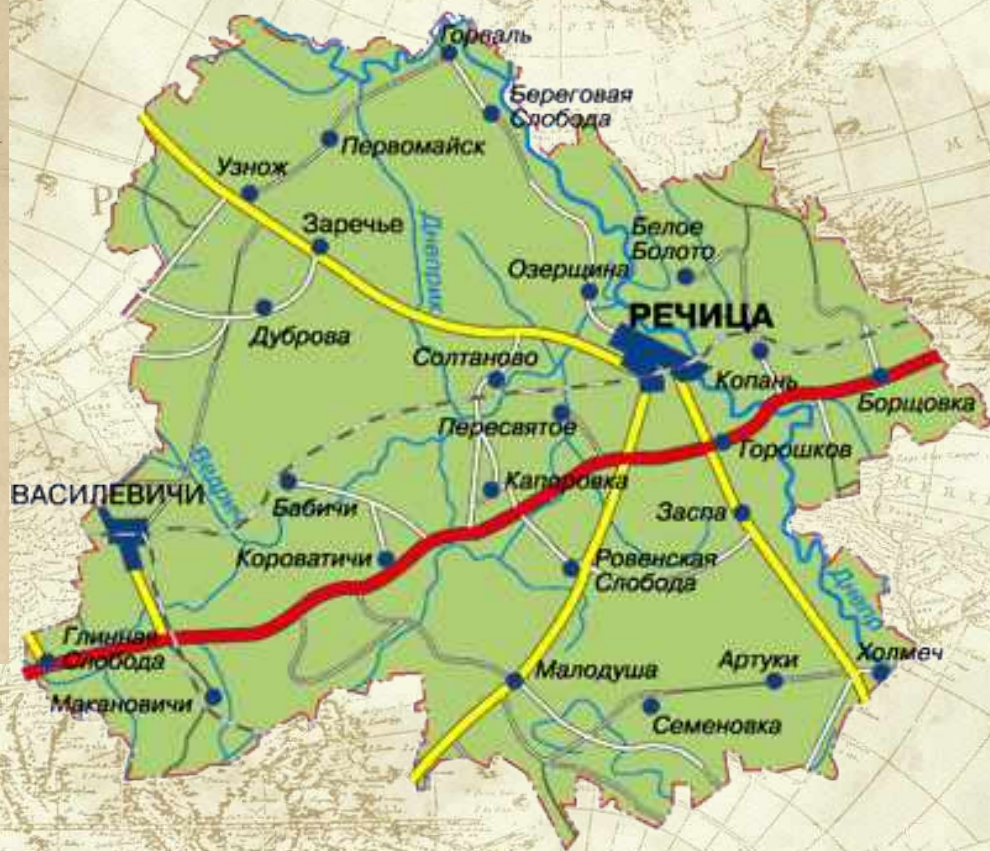 Горваль
Береговая
Слобода
Первомайск
Узнож
Заречье
Днеприк
Белое
Болото
Озерщина
РЕЧИЦА
Дуброва
Солтаново
Копань
Борщовка
Пересвятое
Горошков
Ведрич
Капоровка
ВАСИЛЕВИЧИ
Бабичи
Заспа
Короватичи
Ровенская
Слобода
Днепр
Глинная
Слобода
Холмеч
Малодуша
Артуки
Макановичи
Семеновка